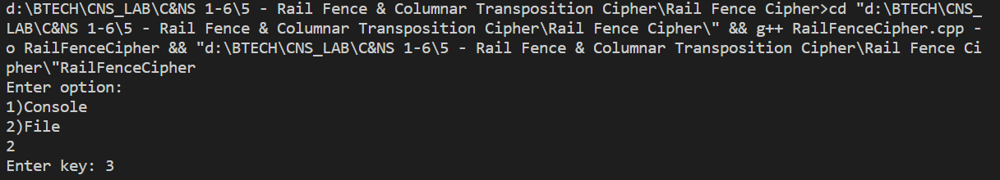 d:\BTECH\CNS_LAB\C&NS 1-6\5 - Rail Fence & Columnar Transposition Cipher\Rail Fence Cipher>cd "d:\BTECH\CNS_
LAB\C&NS 1-6\5 - Rail Fence & Columnar Transposition Cipher\Rail Fence Cipher\" && g++ RailFenceCipher.cpp -
o RailFenceCipher && "d:\BTECH\CNS_LAB\C&NS 1-6\5 - Rail Fence & Columnar Transposition Cipher\Rail Fence Ci
pher\"RailFenceCipher
Enter option:
1)Console
2)File
2
Enter key: 3